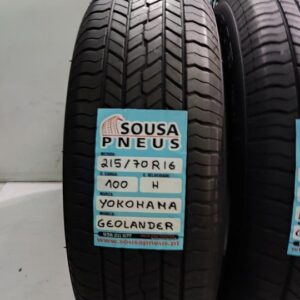 SOUSA
PNEUS
215/70R16
100 H
YOKOHAMA
GEOLANDER
www.sousapneus.pt